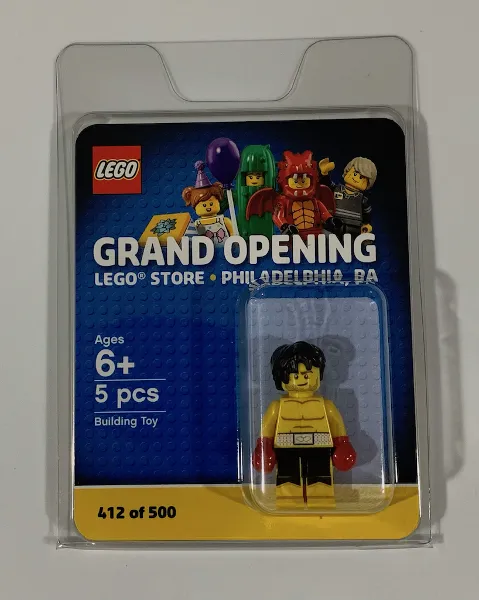 LEGO
GRAND OPENING
LEGO® STORE • PHILADELPHIA, PA
Ages
6+
5 pcs
Building Toy
412 of 500